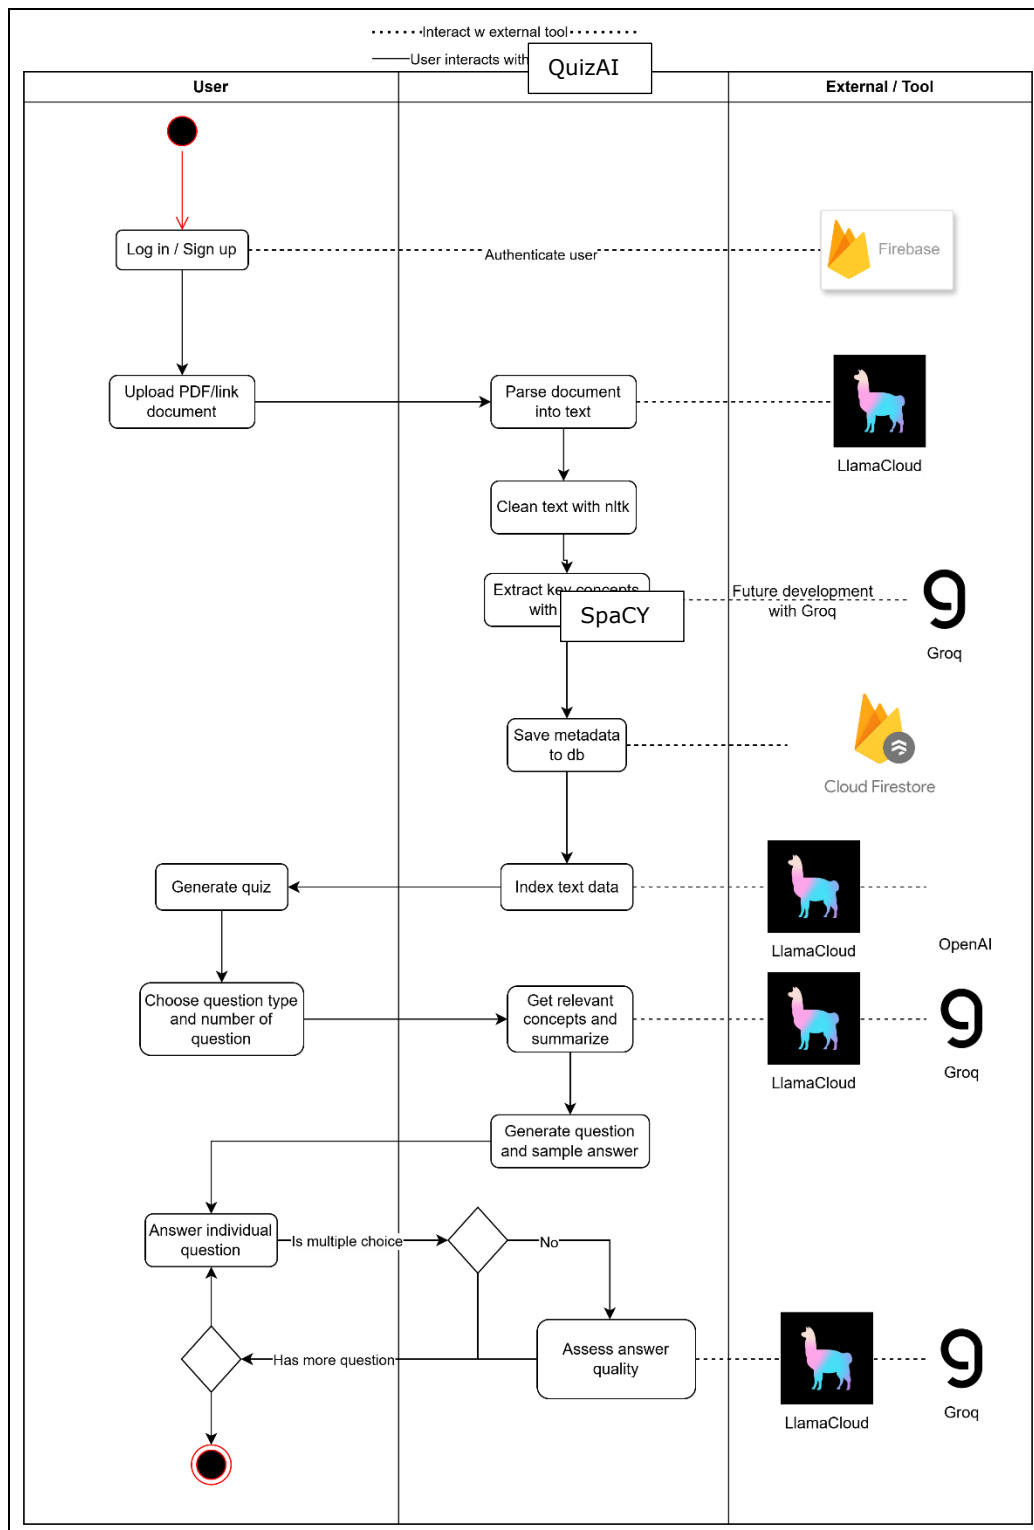 Interact w external tool
User interacts with
QuizAI
User
External / Tool
Log in / Sign up
Authenticate user
Firebase
Upload PDF/link
document
Parse document
into text
LlamaCloud
Clean text with nltk
Extract key concepts
with
SpaCY
Future development
with Groq
Groq
Save metadata
to db
Cloud Firestore
Generate quiz
Index text data
LlamaCloud
OpenAI
Choose question type
and number of
question
Get relevant
concepts and
summarize
LlamaCloud
Groq
Generate question
and sample answer
Answer individual
question
Is multiple choice
No
Has more question
Assess answer
quality
LlamaCloud
Groq